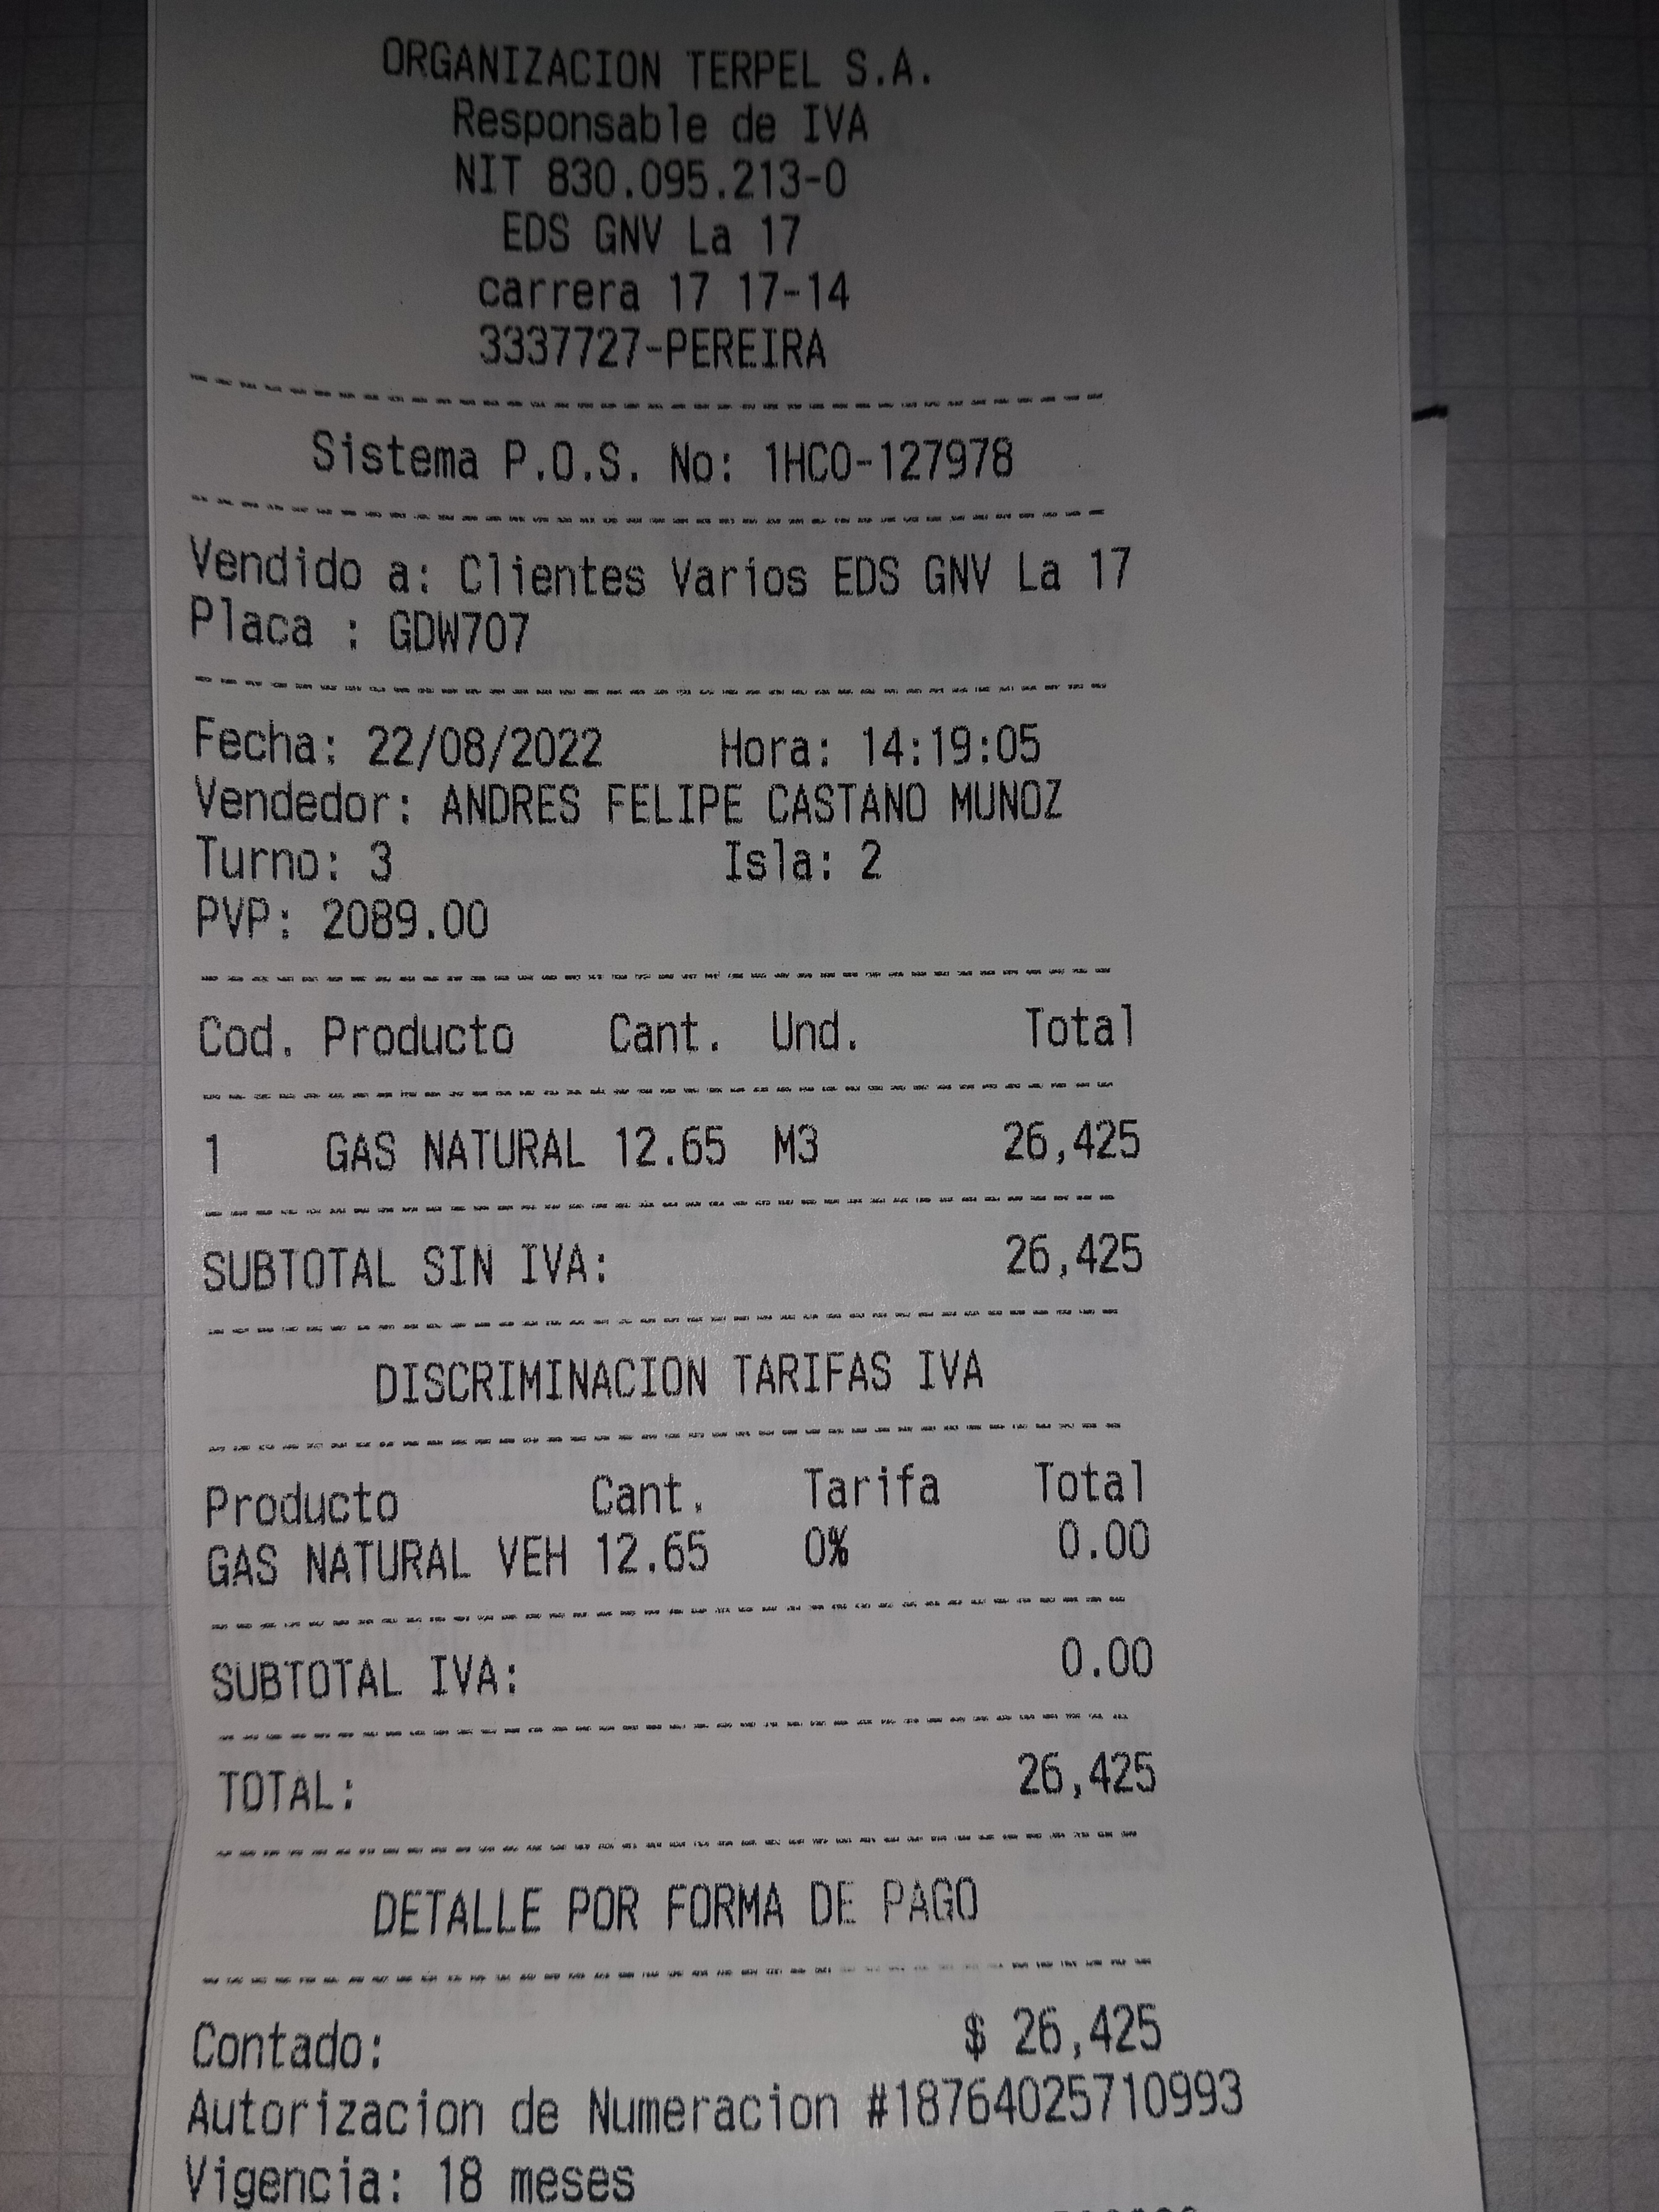 ORGANIZACION TERPEL S.A.
Responsable de IVA
NIT 830.095.213-0
EDS GNV La 17
carrera 17 17-14
3337727-PEREIRA
Sistema P.O.S. No: 1HCO-127978
Vendido a: Clientes Varios EDS GNV La 17
Placa : GDW707
Fecha: 22/08/2022 Hora: 14:19:05
Vendedor: ANDRES FELIPE CASTANO MUNOZ
Turno: 3 Isla: 2
PVP: 2089.00
Cod. Producto Cant. Und. Total
1 GAS NATURAL 12.65 M3 26,425
SUBTOTAL SIN IVA: 26,425
DISCRIMINACION TARIFAS IVA
Producto Cant. Tarifa Total
GAS NATURAL VEH 12.65 0% 0.00
SUBTOTAL IVA: 0.00
TOTAL: 26,425
DETALLE POR FORMA DE PAGO
Contado: $ 26,425
Autorizacion de Numeracion #18764025710993
Vigencia: 18 meses